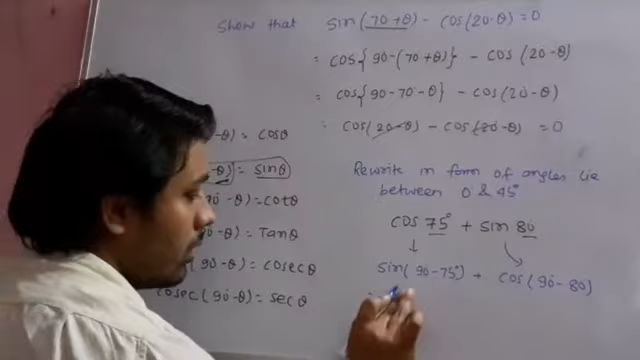 Show that sin(70+θ) - cos(20-θ) = 0
= cos{90-(70+θ)} - cos(20-θ)
= cos{90-70-θ} - cos(20-θ)
= cos(20-θ) - cos(20-θ) = 0
-θ) = cosθ
-θ) = sinθ
-θ) = cotθ
-θ) = Tanθ
(90-θ) = cosecθ
cosec(90-θ) = secθ
Rewrite in form of angles lie
between 0 & 45°
cos 75° + sin 80
sin(90-75°) + cos(90-80)